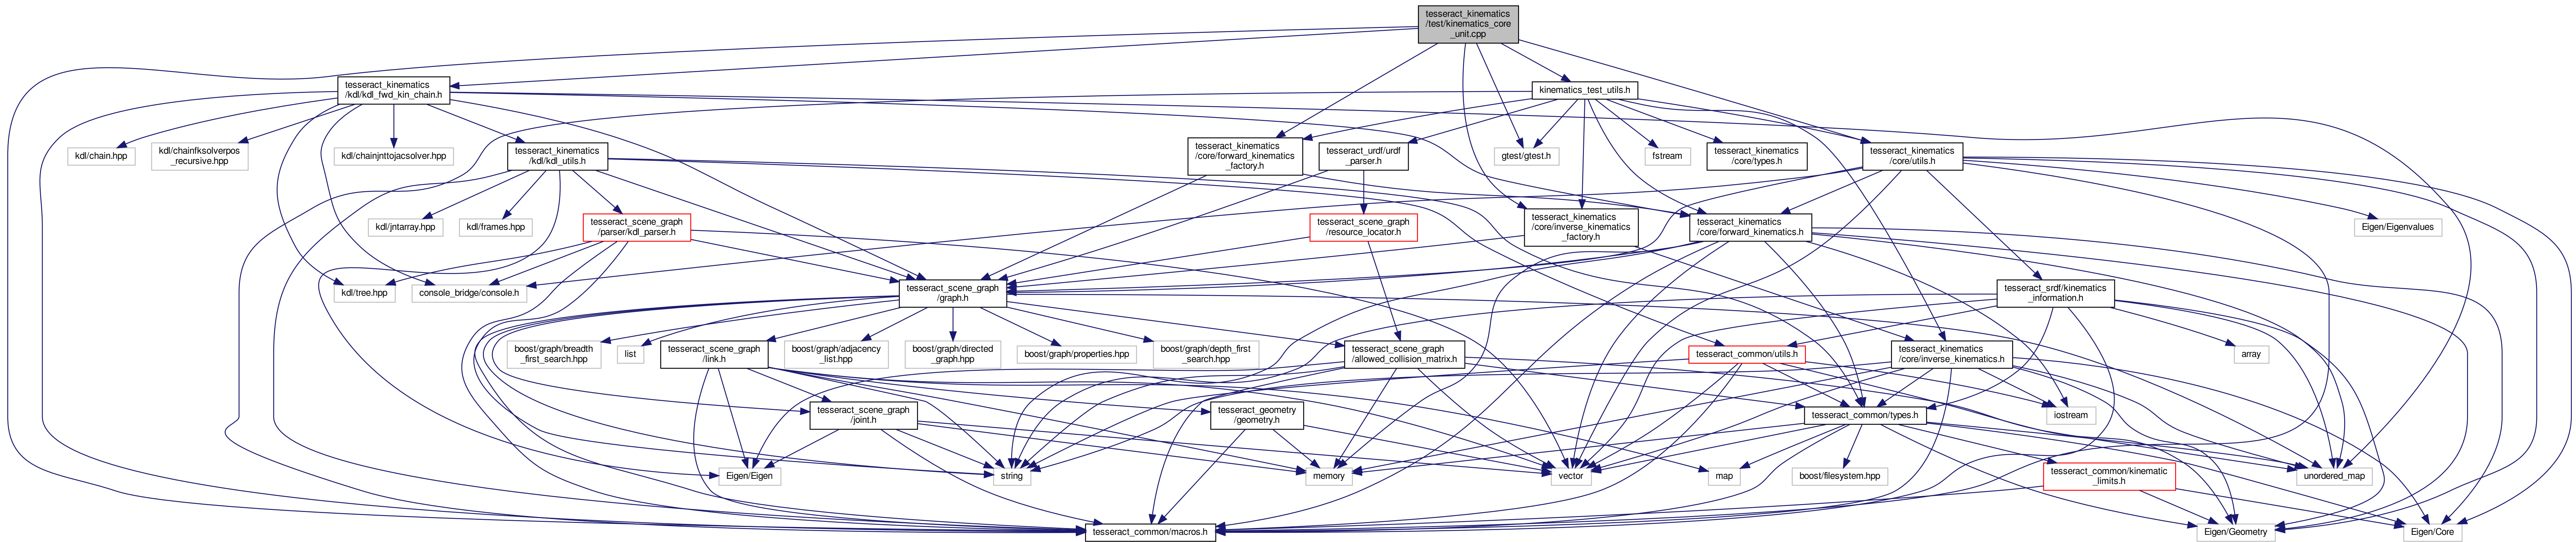 tesseract_kinematics
/test/kinematics_core
_unit.cpp
tesseract_kinematics
/kdl/kdl_fwd_kin_chain.h
kinematics_test_utils.h
kdl/chain.hpp
kdl/chainfksolverpos
_recursive.hpp
kdl/chainjnttojacsolver.hpp
tesseract_kinematics
/kdl/kdl_utils.h
tesseract_kinematics
/core/forward_kinematics
_factory.h
tesseract_urdf/urdf
_parser.h
gtest/gtest.h
fstream
tesseract_kinematics
/core/types.h
tesseract_kinematics
/core/utils.h
kdl/jntarray.hpp
kdl/frames.hpp
tesseract_scene_graph
/parser/kdl_parser.h
tesseract_scene_graph
/resource_locator.h
tesseract_kinematics
/core/inverse_kinematics
_factory.h
tesseract_kinematics
/core/forward_kinematics.h
Eigen/Eigenvalues
kdl/tree.hpp
console_bridge/console.h
tesseract_scene_graph
/graph.h
tesseract_srdf/kinematics
_information.h
boost/graph/breadth
_first_search.hpp
list
tesseract_scene_graph
/link.h
boost/graph/adjacency
_list.hpp
boost/graph/directed
_graph.hpp
boost/graph/properties.hpp
boost/graph/depth_first
_search.hpp
tesseract_scene_graph
/allowed_collision_matrix.h
tesseract_common/utils.h
tesseract_kinematics
/core/inverse_kinematics.h
array
tesseract_scene_graph
/joint.h
tesseract_geometry
/geometry.h
tesseract_common/types.h
iostream
Eigen/Eigen
string
memory
vector
map
boost/filesystem.hpp
tesseract_common/kinematic
_limits.h
unordered_map
tesseract_common/macros.h
Eigen/Geometry
Eigen/Core